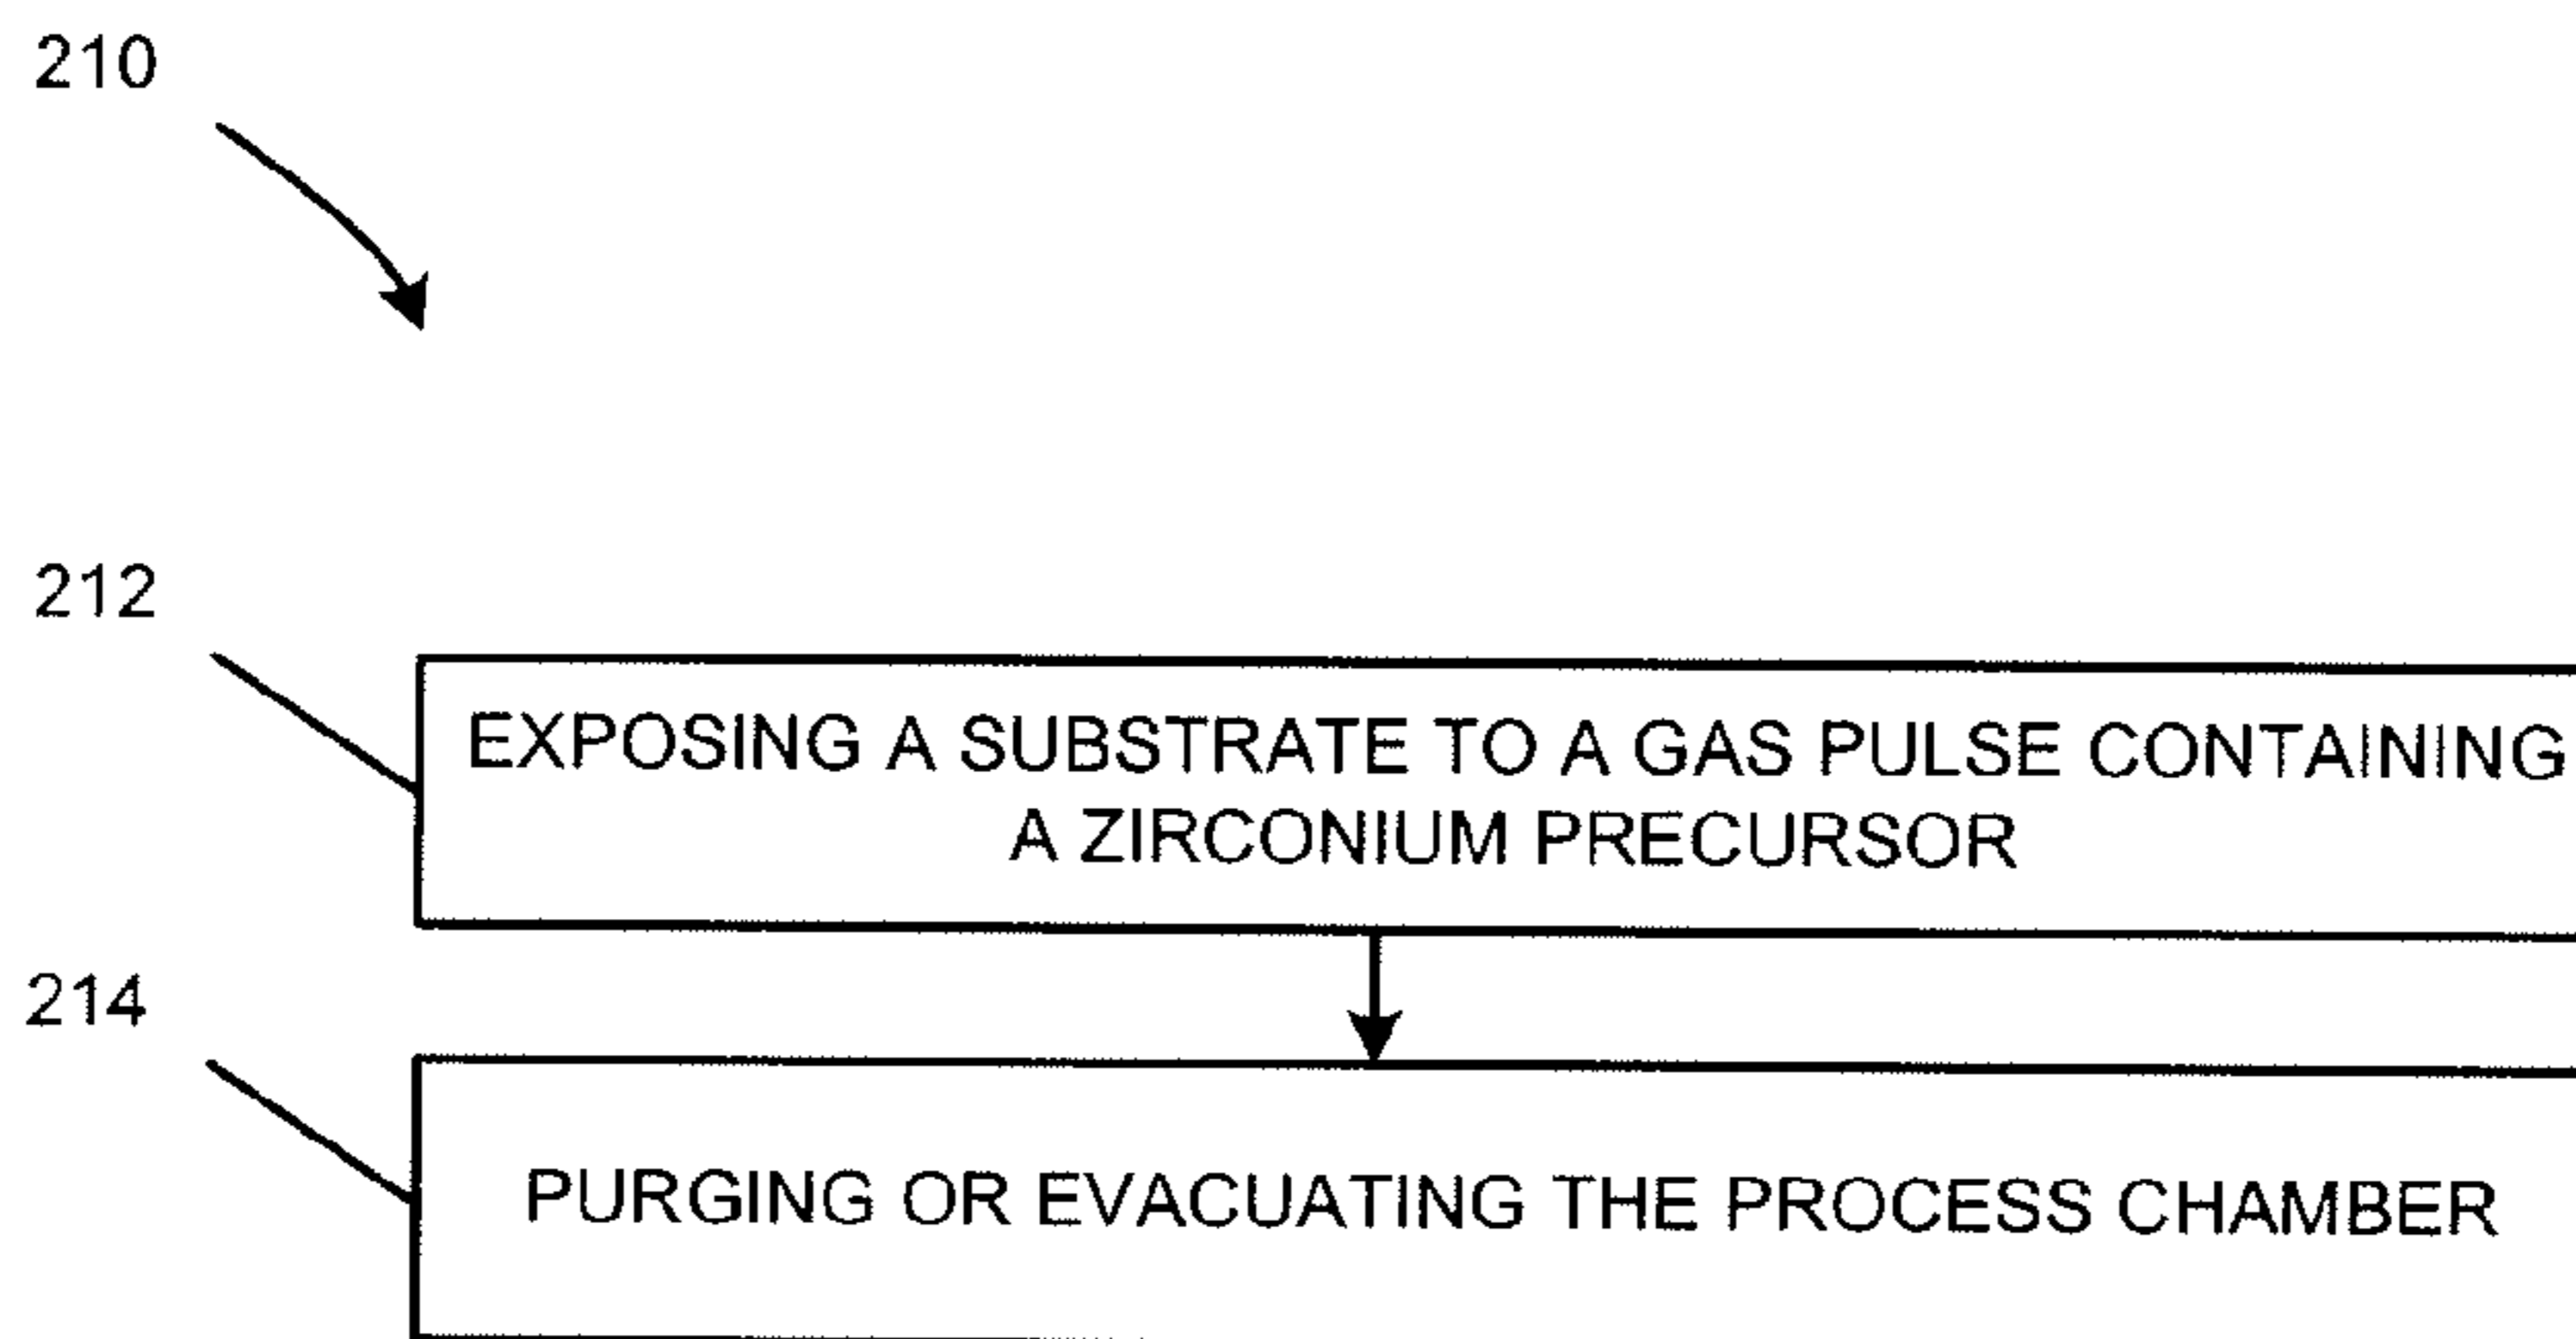 210
212
EXPOSING A SUBSTRATE TO A GAS PULSE CONTAINING
A ZIRCONIUM PRECURSOR
214
PURGING OR EVACUATING THE PROCESS CHAMBER